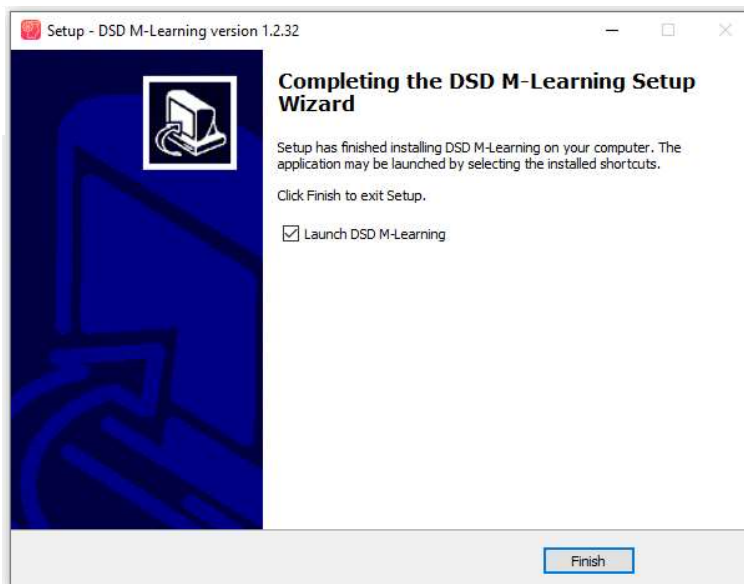 Setup - DSD M-Learning version 1.2.32
Completing the DSD M-Learning Setup
Wizard
Setup has finished installing DSD M-Learning on your computer. The
application may be launched by selecting the installed shortcuts.
Click Finish to exit Setup.
Launch DSD M-Learning
Finish